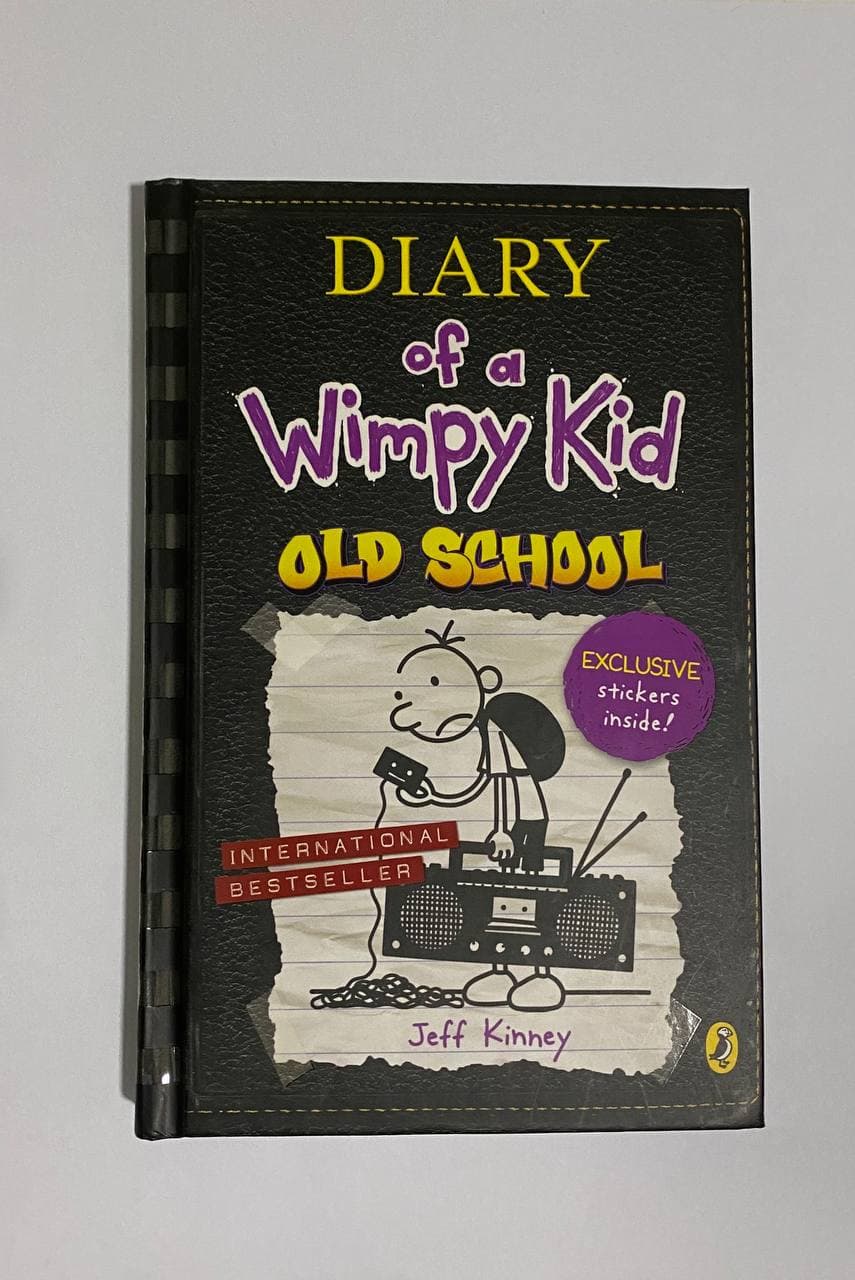 DIARY
of a
Wimpy Kid
OLD SCHOOL
EXCLUSIVE
stickers
inside!
INTERNATIONAL
BESTSELLER
Jeff Kinney